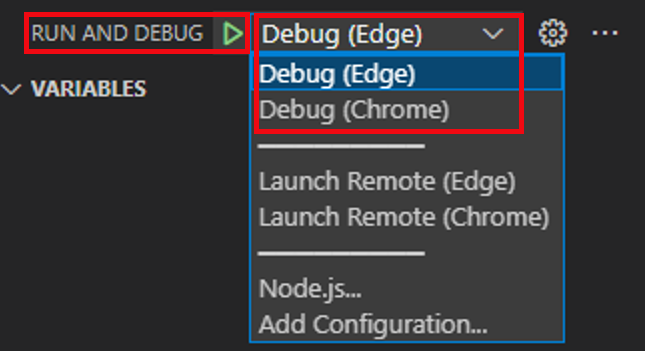 RUN AND DEBUG Debug (Edge) ...
VARIABLES
Debug (Edge)
Debug (Chrome)
Launch Remote (Edge)
Launch Remote (Chrome)
Node.js...
Add Configuration...